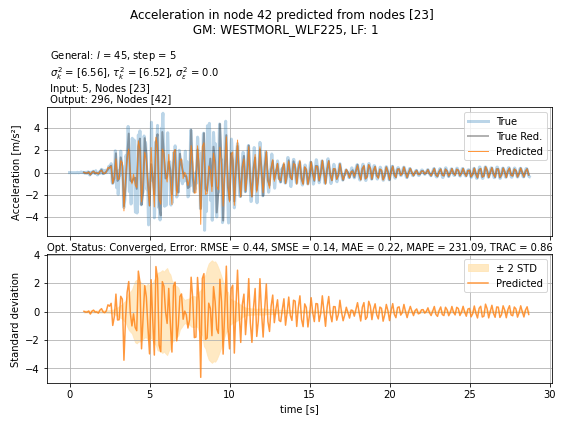 Acceleration in node 42 predicted from nodes [23]
GM: WESTMORL_WLF225, LF: 1
General: l = 45, step = 5
σ²ₖ = [6.56], τ²ₖ = [6.52], σ²ε = 0.0
Input: 5, Nodes [23]
Output: 296, Nodes [42]
True
True Red.
Predicted
Acceleration [m/s²]
4
2
0
−2
−4
Opt. Status: Converged, Error: RMSE = 0.44, SMSE = 0.14, MAE = 0.22, MAPE = 231.09, TRAC = 0.86
± 2 STD
Predicted
Standard deviation
4
2
0
−2
−4
0 5 10 15 20 25 30
time [s]